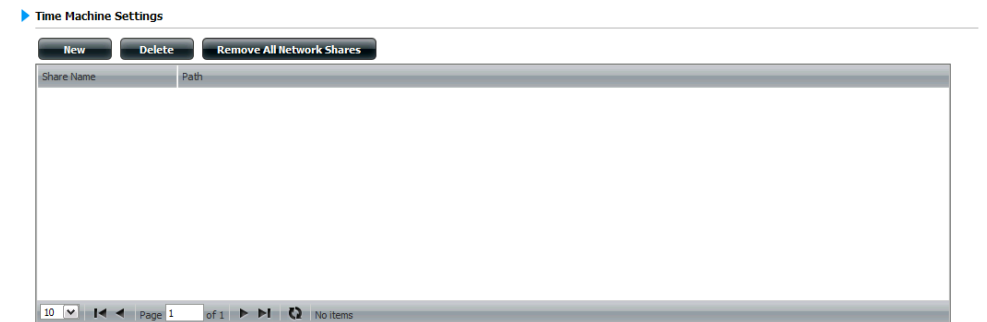 Time Machine Settings
New Delete Remove All Network Shares
Share Name Path
10 Page 1 of 1 No items